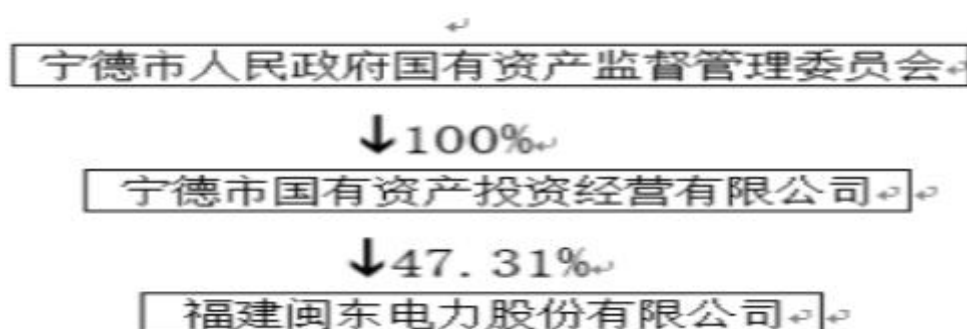 宁德市人民政府国有资产监督管理委员会
↓100%
宁德市国有资产投资经营有限公司
↓47.31%
福建闽东电力股份有限公司